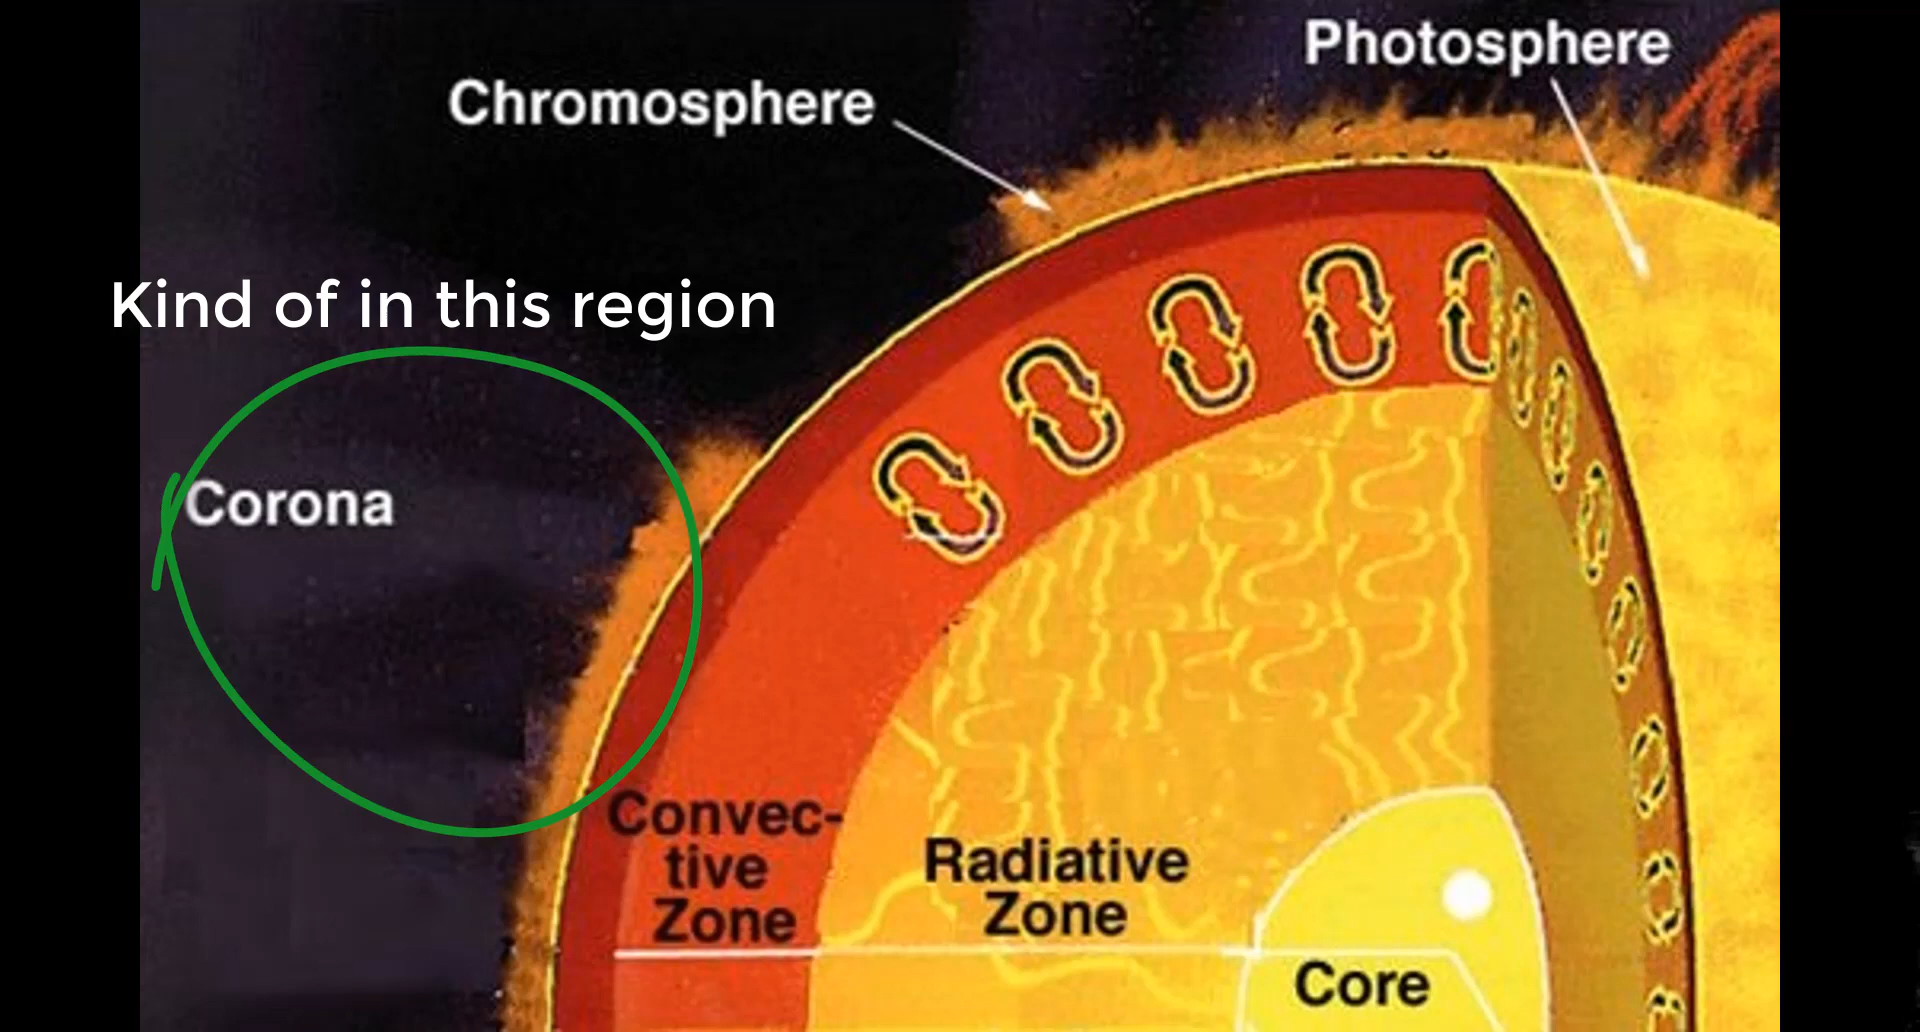 Photosphere
Chromosphere
Kind of in this region
Corona
Convec-
tive
Zone
Radiative
Zone
Core